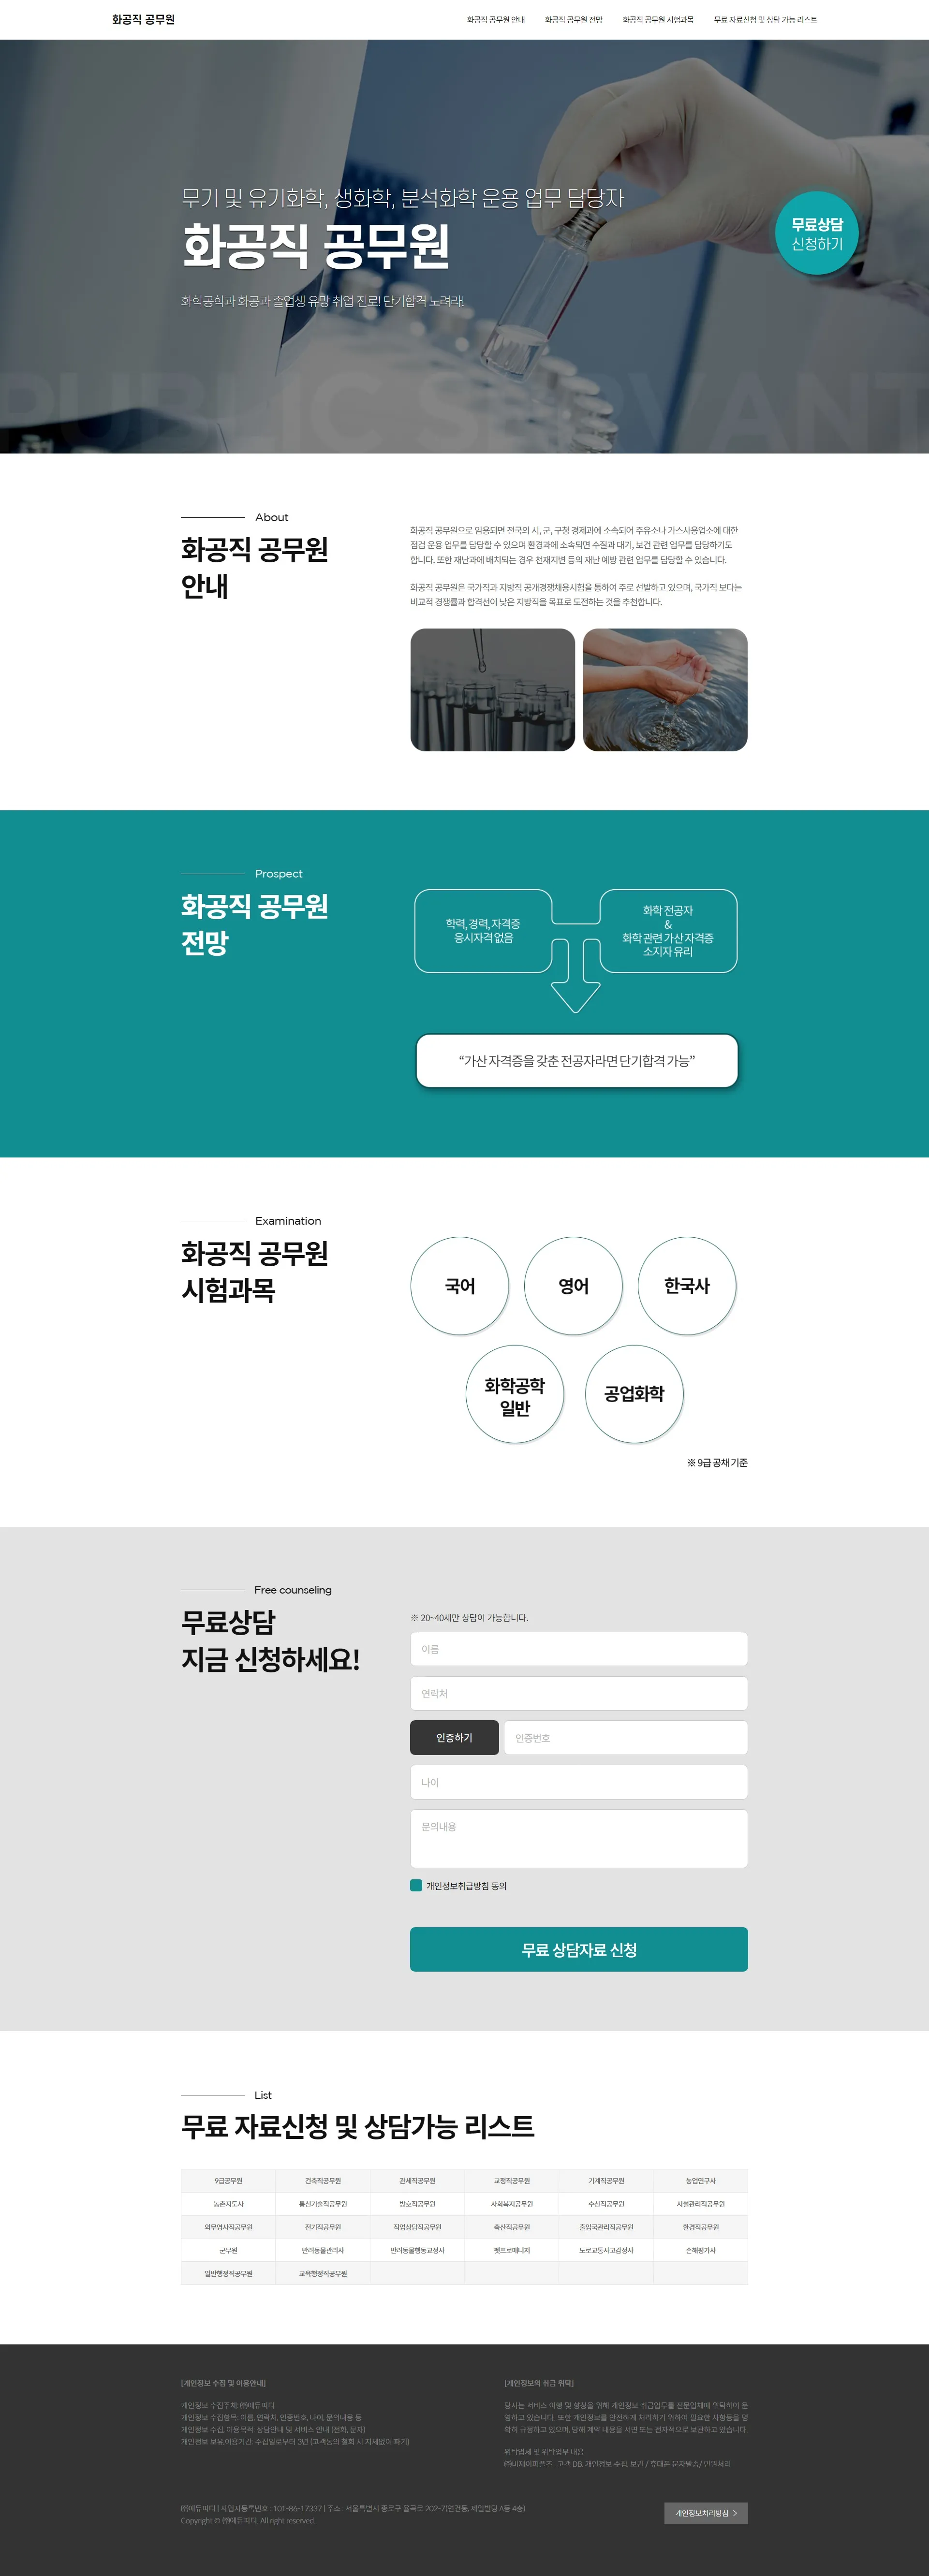 화공직 공무원
화공직 공무원 안내
화공직 공무원 전망
화공직 공무원 시험과목
무료 자료신청 및 상담 가능 리스트
무기 및 유기화학, 생화학, 분석화학 운용 업무 담당자
화공직 공무원
화학공학과 화공과 졸업생 유망 취업 진로! 단기합격 노려라!
무료상담
신청하기
PUBLIC SERVANT
About
화공직 공무원
안내
화공직 공무원으로 임용되면 전국의 시, 군, 구청 경제과에 소속되어 주유소나 가스사용업소에 대한
점검 운용 업무를 담당할 수 있으며 환경과에 소속되면 수질과 대기, 보건 관련 업무를 담당하기도
합니다. 또한 재난과에 배치되는 경우 천재지변 등의 재난 예방 관련 업무를 담당할 수 있습니다.
화공직 공무원은 국가직과 지방직 공개경쟁채용시험을 통하여 주로 선발하고 있으며, 국가직 보다는
비교적 경쟁률과 합격선이 낮은 지방직을 목표로 도전하는 것을 추천합니다.
Prospect
화공직 공무원
전망
학력, 경력, 자격증
응시자격 없음
화학 전공자
&
화학 관련 가산 자격증
소지자 유리
“가산 자격증을 갖춘 전공자라면 단기합격 가능”
Examination
화공직 공무원
시험과목
국어
영어
한국사
화학공학
일반
공업화학
※ 9급 공채 기준
Free counseling
무료상담
지금 신청하세요!
※ 20~40세만 상담이 가능합니다.
이름
연락처
인증하기
인증번호
나이
문의내용
개인정보취급방침 동의
무료 상담자료 신청
List
무료 자료신청 및 상담가능 리스트
9급공무원 건축직공무원 관세직공무원 교정직공무원 기계직공무원 농업연구사
농촌지도사 통신기술직공무원 방호직공무원 사회복지공무원 수산직공무원 시설관리직공무원
외무영사직공무원 전기직공무원 직업상담직공무원 축산직공무원 출입국관리직공무원 환경직공무원
군무원 반려동물관리사 반려동물행동교정사 펫프로매니저 도로교통사고감정사 손해평가사
일반행정직공무원 교육행정직공무원
[개인정보 수집 및 이용안내]
개인정보 수집주체: ㈜에듀피디
개인정보 수집항목: 이름, 연락처, 인증번호, 나이, 문의내용 등
개인정보 수집, 이용목적: 상담안내 및 서비스 안내 (전화, 문자)
개인정보 보유,이용기간: 수집일로부터 3년 (고객동의 철회 시 지체없이 파기)
[개인정보의 취급 위탁]
당사는 서비스 이행 및 향상을 위해 개인정보 취급업무를 전문업체에 위탁하여 운
영하고 있습니다. 또한 개인정보를 안전하게 처리하기 위하여 필요한 사항들을 명
확히 규정하고 있으며, 당해 계약 내용을 서면 또는 전자적으로 보관하고 있습니다.
위탁업체 및 위탁업무 내용
㈜비제이피플즈 : 고객 DB, 개인정보 수집, 보관 / 휴대폰 문자발송/ 민원처리
㈜에듀피디 | 사업자등록번호 : 101-86-17337 | 주소 : 서울특별시 종로구 율곡로 202-7(연건동, 제일빌딩 A동 4층)
Copyright © ㈜에듀피디. All right reserved.
개인정보처리방침 >